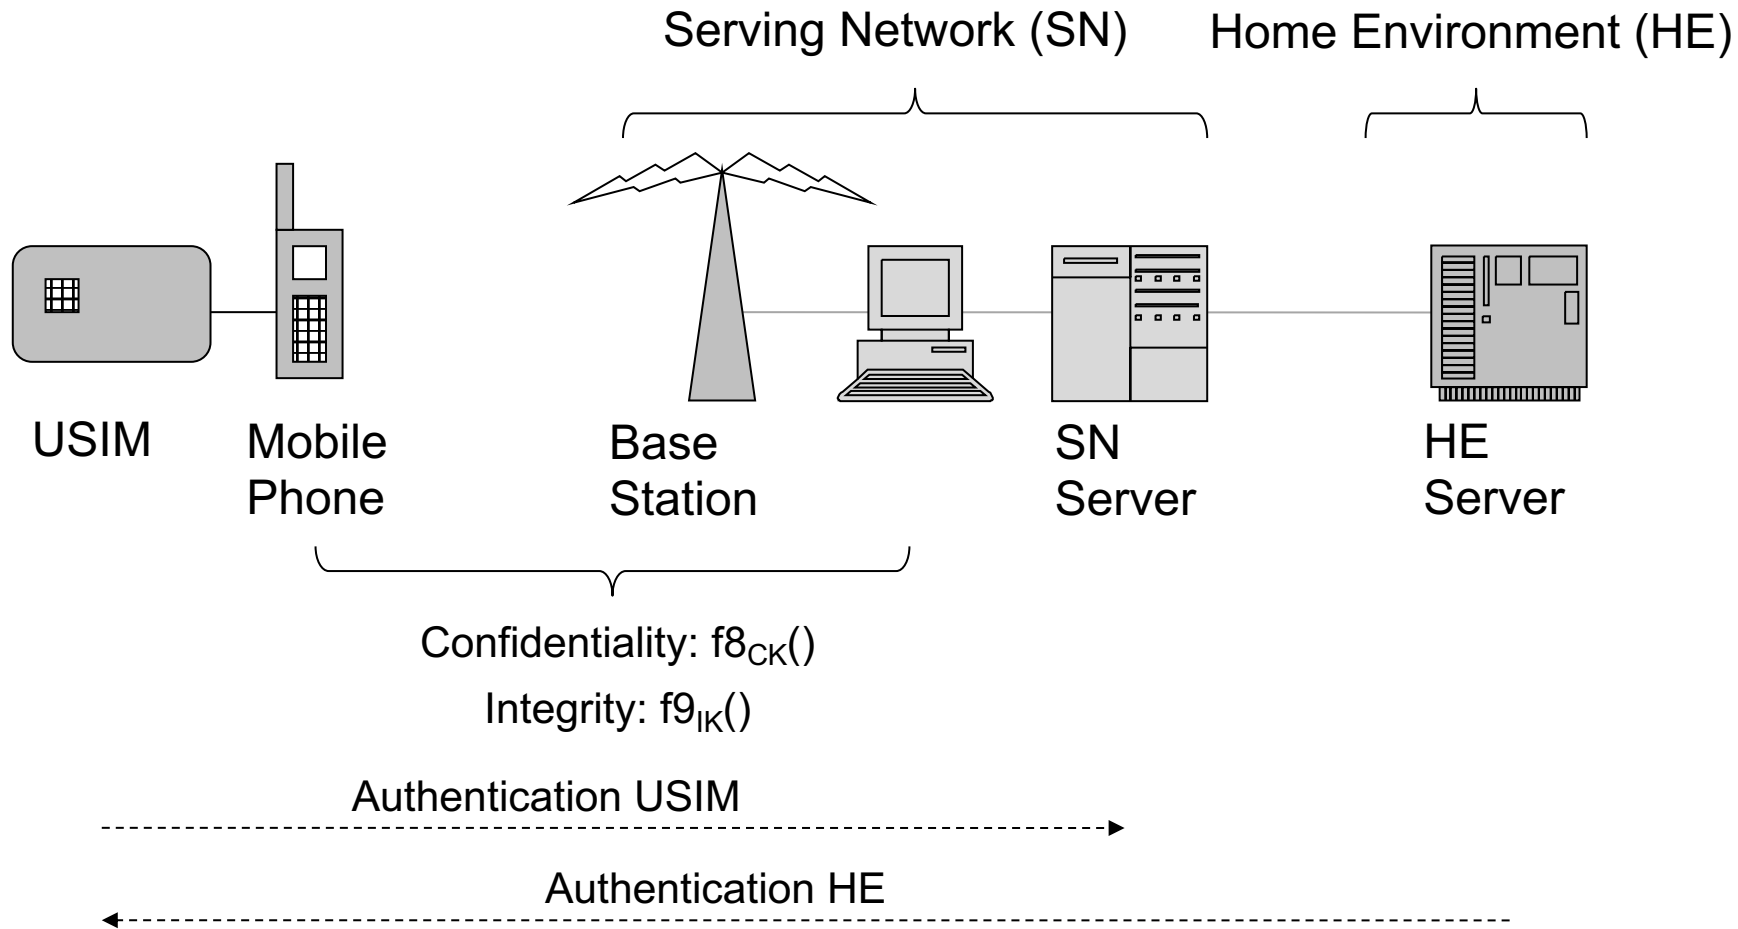 Serving Network (SN)
Home Environment (HE)
USIM
Mobile
Phone
Base
Station
SN
Server
HE
Server
Confidentiality: f8CK()
Integrity: f9IK()
Authentication USIM
Authentication HE